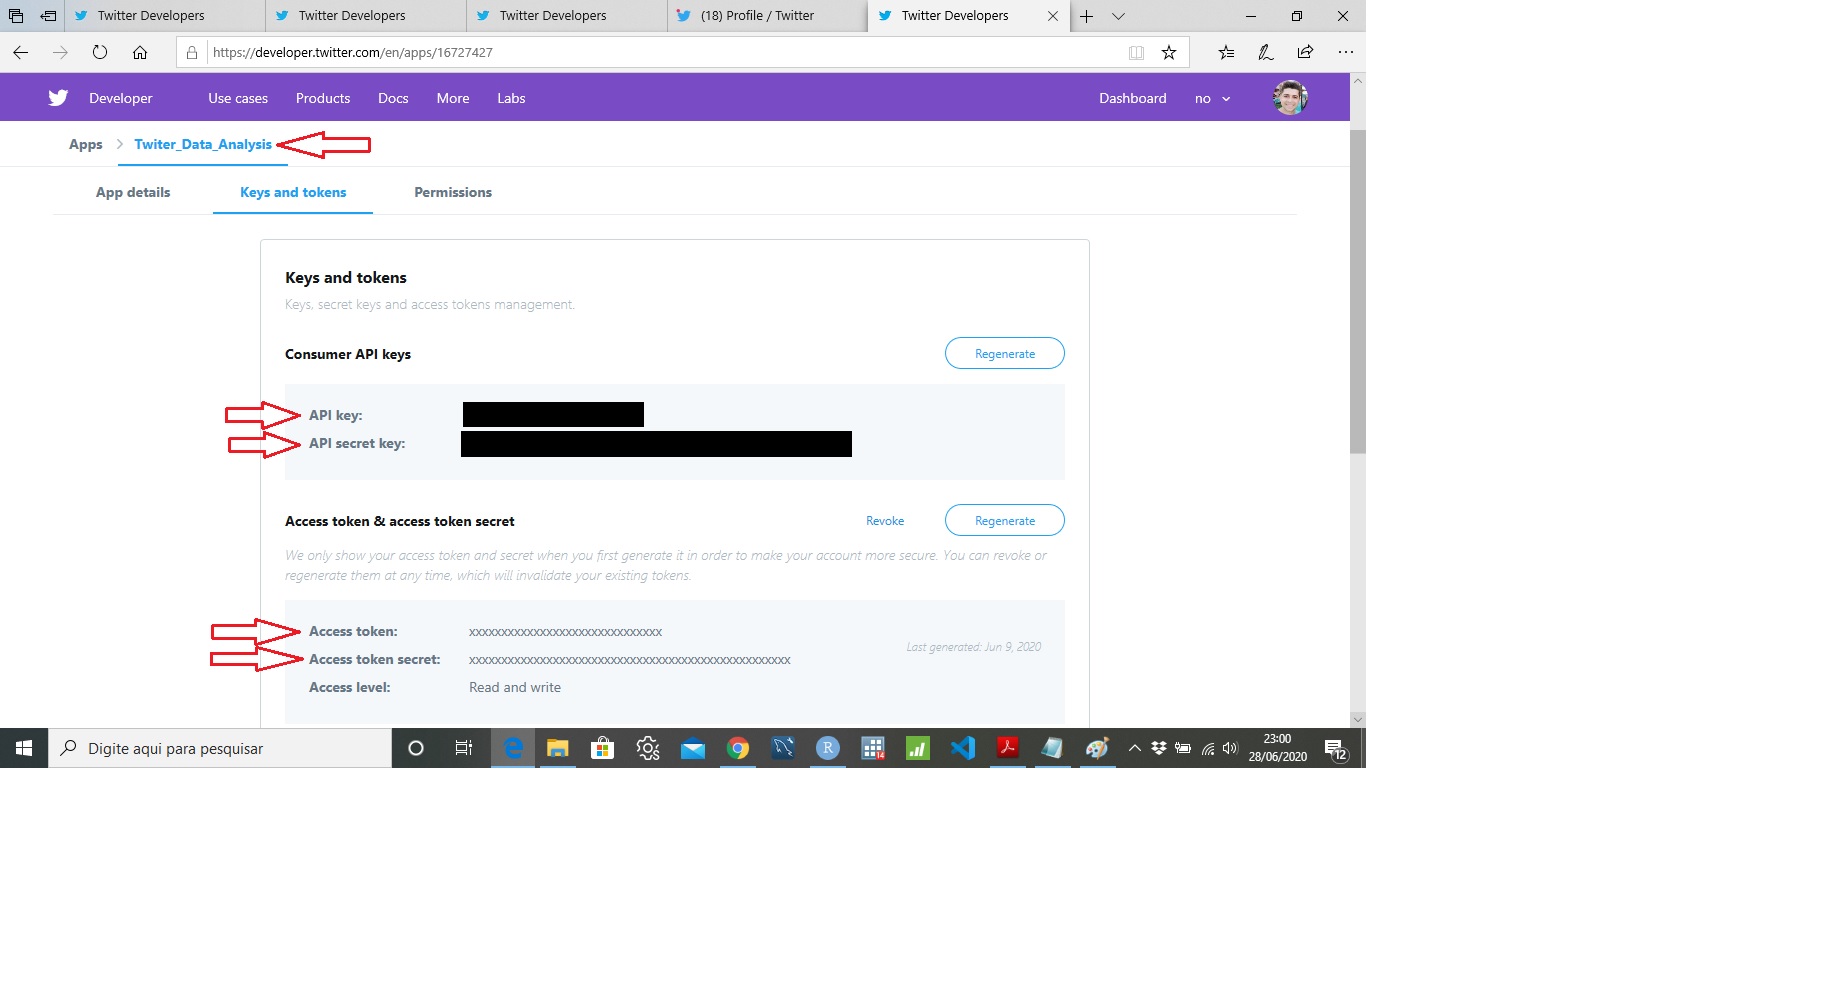 Twitter Developers Twitter Developers Twitter Developers (18) Profile / Twitter Twitter Developers
https://developer.twitter.com/en/apps/16727427
Developer Use cases Products Docs More Labs Dashboard no
Apps Twiter_Data_Analysis
App details Keys and tokens Permissions
Keys and tokens
Keys, secret keys and access tokens management.
Consumer API keys Regenerate
API key:
API secret key:
Access token & access token secret Revoke Regenerate
We only show your access token and secret when you first generate it in order to make your account more secure. You can revoke or
regenerate them at any time, which will invalidate your existing tokens.
Access token: xxxxxxxxxxxxxxxxxxxxxxxxxxxxxx
Last generated: Jun 9, 2020
Access token secret: xxxxxxxxxxxxxxxxxxxxxxxxxxxxxxxxxxxxxxxxxxxxxxxxxx
Access level: Read and write
Digite aqui para pesquisar R 14 23:00
28/06/2020 12